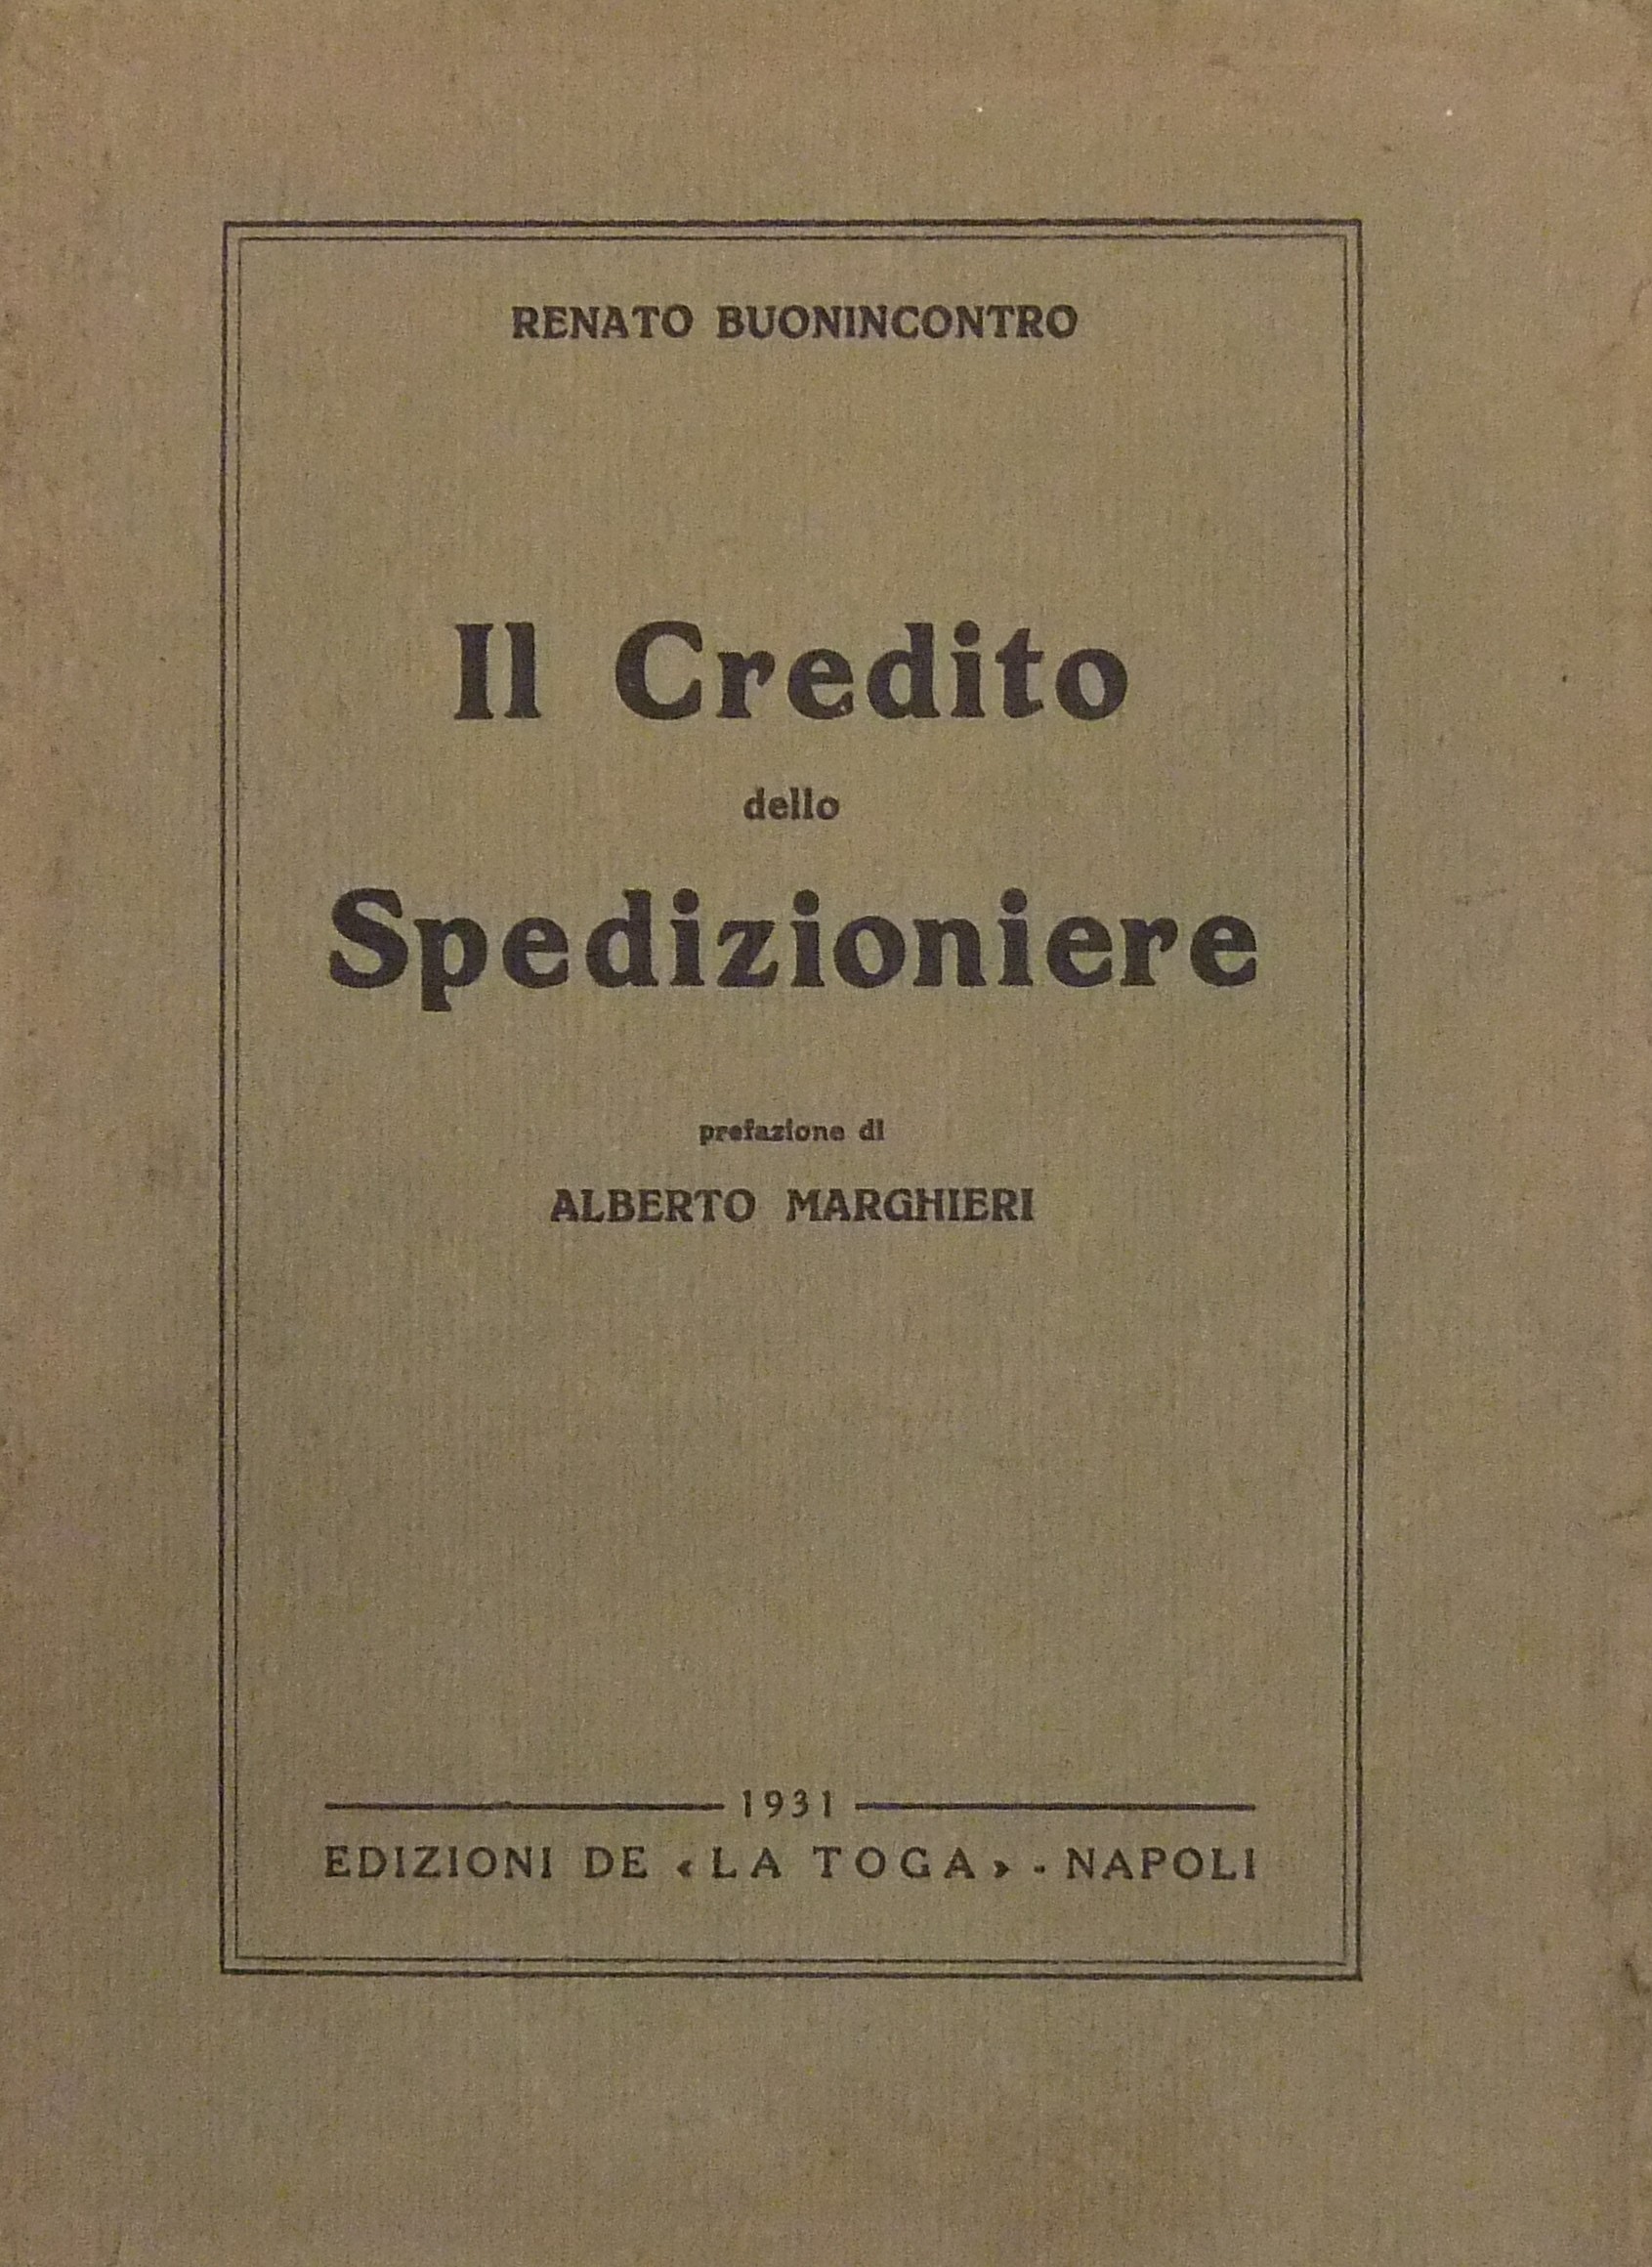 RENATO BUONINCONTRO
Il Credito
dello
Spedizioniere
prefazione di
ALBERTO MARGHIERI
1931
EDIZIONI DE «LA TOGA» - NAPOLI